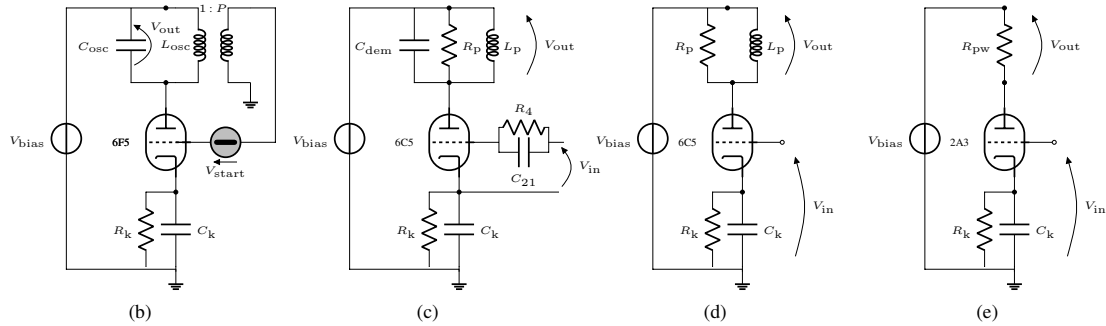 1 : P
V_out
C_osc
L_osc
V_bias
6F5
V_start
R_k
C_k
(b)
C_dem
R_p
L_p
V_out
V_bias
6C5
R_4
C_21
V_in
R_k
C_k
(c)
R_p
L_p
V_out
V_bias
6C5
V_in
R_k
C_k
(d)
R_pw
V_out
V_bias
2A3
V_in
R_k
C_k
(e)